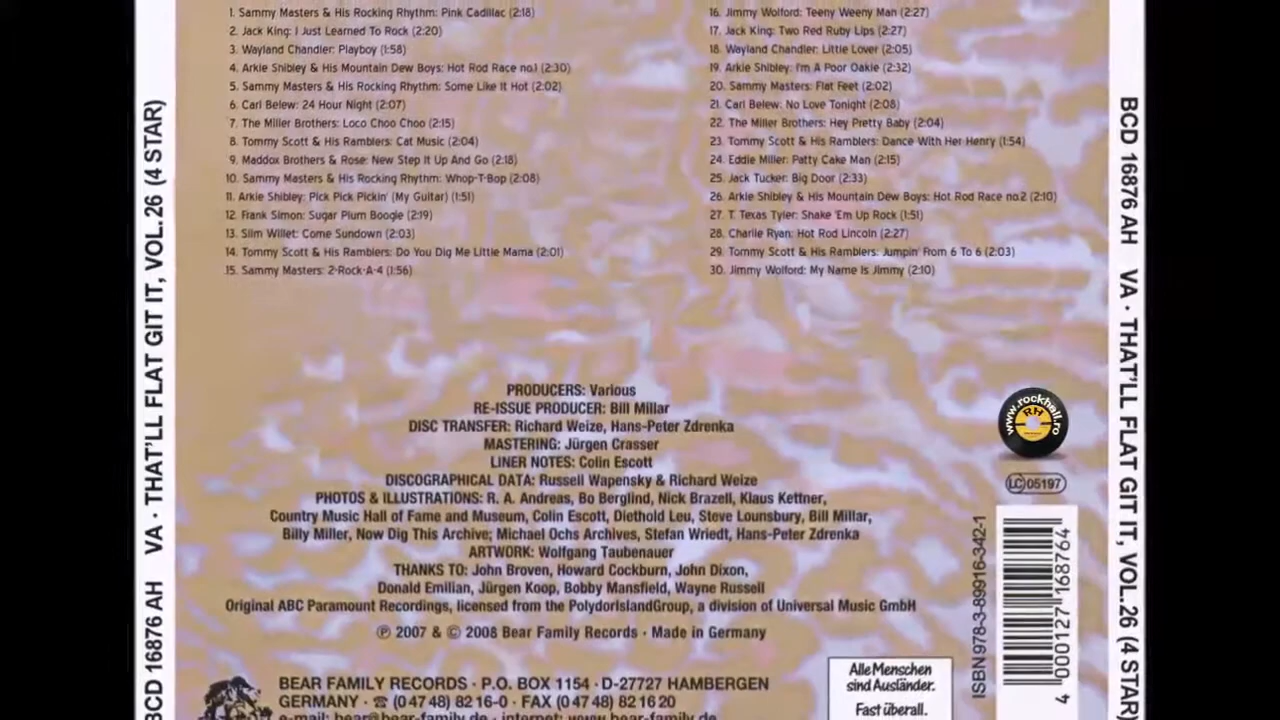 1. Sammy Masters & His Rocking Rhythm: Pink Cadillac (2:18)
2. Jack King: I Just Learned To Rock (2:20)
3. Wayland Chandler: Playboy (1:58)
4. Arkie Shibley & His Mountain Dew Boys: Hot Rod Race no.1 (2:30)
5. Sammy Masters & His Rocking Rhythm: Some Like It Hot (2:02)
6. Carl Belew: 24 Hour Night (2:07)
7. The Miller Brothers: Loco Choo Choo (2:15)
8. Tommy Scott & His Ramblers: Cat Music (2:04)
9. Maddox Brothers & Rose: New Step It Up And Go (2:18)
10. Sammy Masters & His Rocking Rhythm: Whop-T-Bop (2:08)
11. Arkie Shibley: Pick Pick Pickin' (My Guitar) (1:51)
12. Frank Simon: Sugar Plum Boogie (2:19)
13. Slim Willet: Come Sundown (2:03)
14. Tommy Scott & His Ramblers: Do You Dig Me Little Mama (2:01)
15. Sammy Masters: 2-Rock-A-4 (1:56)
16. Jimmy Wolford: Teeny Weeny Man (2:27)
17. Jack King: Two Red Ruby Lips (2:27)
18. Wayland Chandler: Little Lover (2:05)
19. Arkie Shibley: I'm A Poor Oakie (2:32)
20. Sammy Masters: Flat Feet (2:02)
21. Carl Belew: No Love Tonight (2:08)
22. The Miller Brothers: Hey Pretty Baby (2:04)
23. Tommy Scott & His Ramblers: Dance With Her Henry (1:54)
24. Eddie Miller: Patty Cake Man (2:15)
25. Jack Tucker: Big Door (2:33)
26. Arkie Shibley & His Mountain Dew Boys: Hot Rod Race no.2 (2:10)
27. T. Texas Tyler: Shake 'Em Up Rock (1:51)
28. Charlie Ryan: Hot Rod Lincoln (2:27)
29. Tommy Scott & His Ramblers: Jumpin' From 6 To 6 (2:03)
30. Jimmy Wolford: My Name Is Jimmy (2:10)
PRODUCERS: Various
RE-ISSUE PRODUCER: Bill Millar
DISC TRANSFER: Richard Weize, Hans-Peter Zdrenka
MASTERING: Jürgen Crasser
LINER NOTES: Colin Escott
DISCOGRAPHICAL DATA: Russell Wapensky & Richard Weize
PHOTOS & ILLUSTRATIONS: R. A. Andreas, Bo Berglind, Nick Brazell, Klaus Kettner,
Country Music Hall of Fame and Museum, Colin Escott, Diethold Leu, Steve Lounsbury, Bill Millar,
Billy Miller, Now Dig This Archive; Michael Ochs Archives, Stefan Wriedt, Hans-Peter Zdrenka
ARTWORK: Wolfgang Taubenauer
THANKS TO: John Broven, Howard Cockburn, John Dixon,
Donald Emilian, Jürgen Koop, Bobby Mansfield, Wayne Russell
Original ABC Paramount Recordings, licensed from the PolydorIslandGroup, a division of Universal Music GmbH
℗ 2007 & © 2008 Bear Family Records · Made in Germany
BEAR FAMILY RECORDS · P.O. BOX 1154 · D-27727 HAMBERGEN
GERMANY · ☎ (0 47 48) 82 16-0 · FAX (0 47 48) 82 16 20
e-mail: bear@bear-family.de · internet: www.bear-family.de
Alle Menschen
sind Ausländer.
Fast überall.
www.rockhall.ro
RH
LC 05197
ISBN 978-3-89916-342-1
4 000127 168764
BCD 16876 AH VA · THAT'LL FLAT GIT IT, VOL.26 (4 STAR)
BCD 16876 AH VA · THAT'LL FLAT GIT IT, VOL.26 (4 STAR)